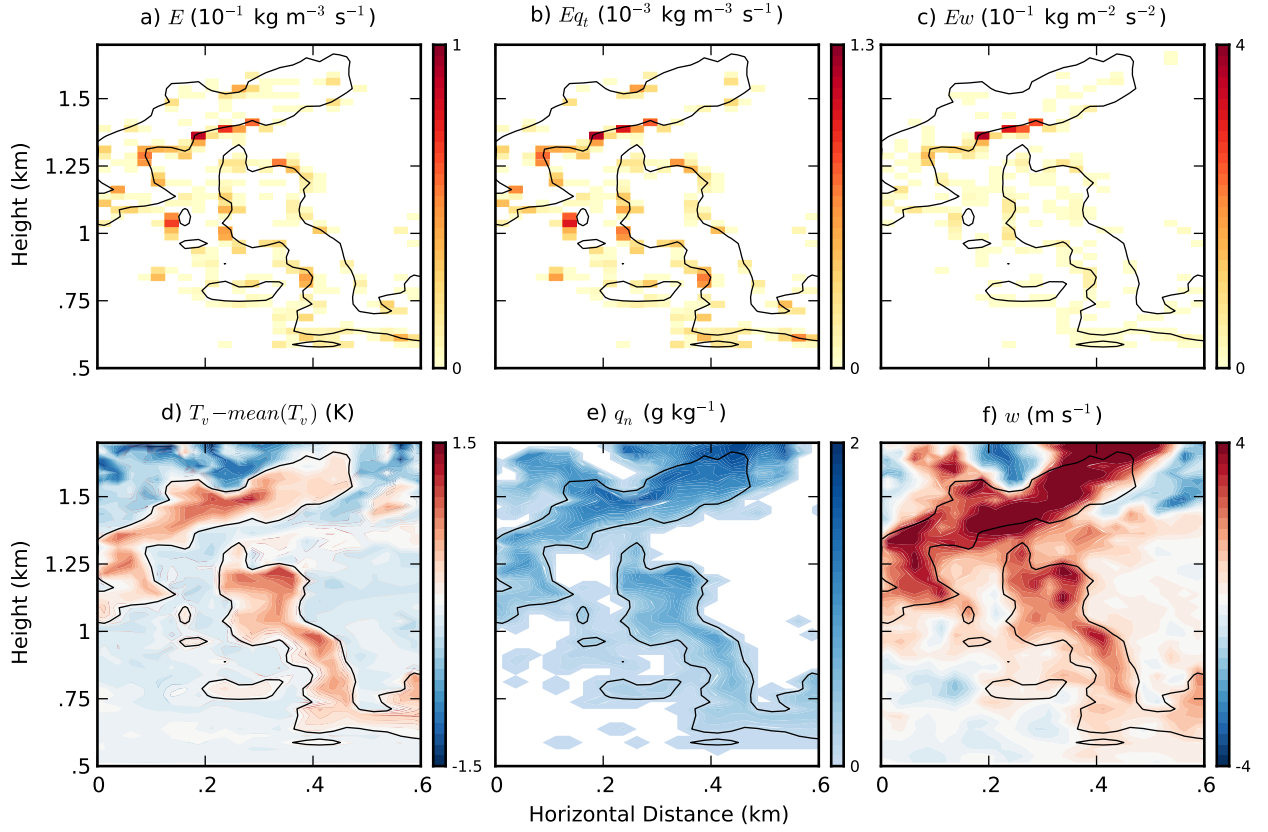 a) E (10⁻¹ kg m⁻³ s⁻¹)
b) Eqₜ (10⁻³ kg m⁻³ s⁻¹)
c) Ew (10⁻¹ kg m⁻² s⁻²)
1
1.3
4
1.5
1.25
1
.75
.5
Height (km)
0
0
0
d) Tᵥ−mean(Tᵥ) (K)
e) qₙ (g kg⁻¹)
f) w (m s⁻¹)
1.5
2
4
1.5
1.25
1
.75
.5
Height (km)
-1.5
0
-4
0 .2 .4 .6
0 .2 .4 .6
0 .2 .4 .6
Horizontal Distance (km)